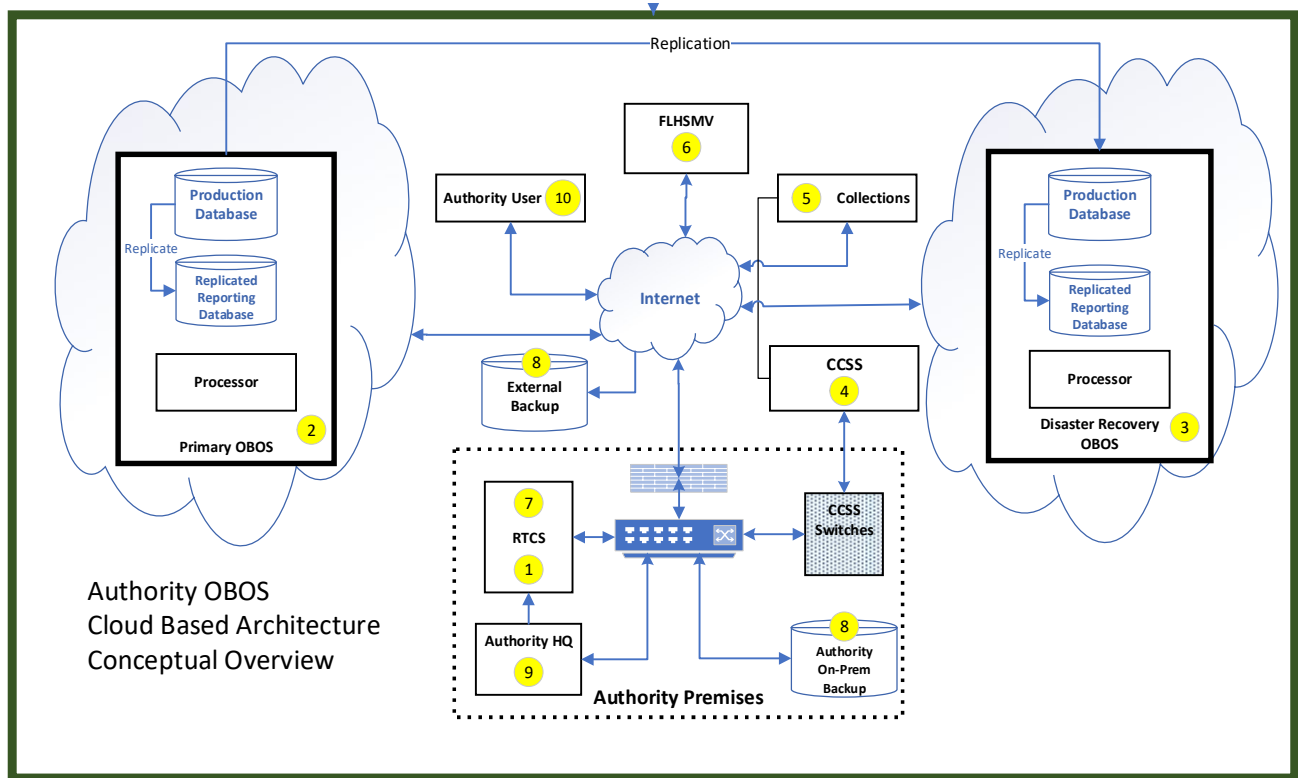 Replication
FLHSMV
6
Production
Database
Replicate
Replicated
Reporting
Database
Processor
2
Primary OBOS
Authority User 10
5 Collections
Internet
8
External
Backup
CCSS
4
Production
Database
Replicate
Replicated
Reporting
Database
Processor
Disaster Recovery
OBOS
3
7
RTCS
1
CCSS
Switches
Authority HQ
9
8
Authority
On-Prem
Backup
Authority Premises
Authority OBOS
Cloud Based Architecture
Conceptual Overview